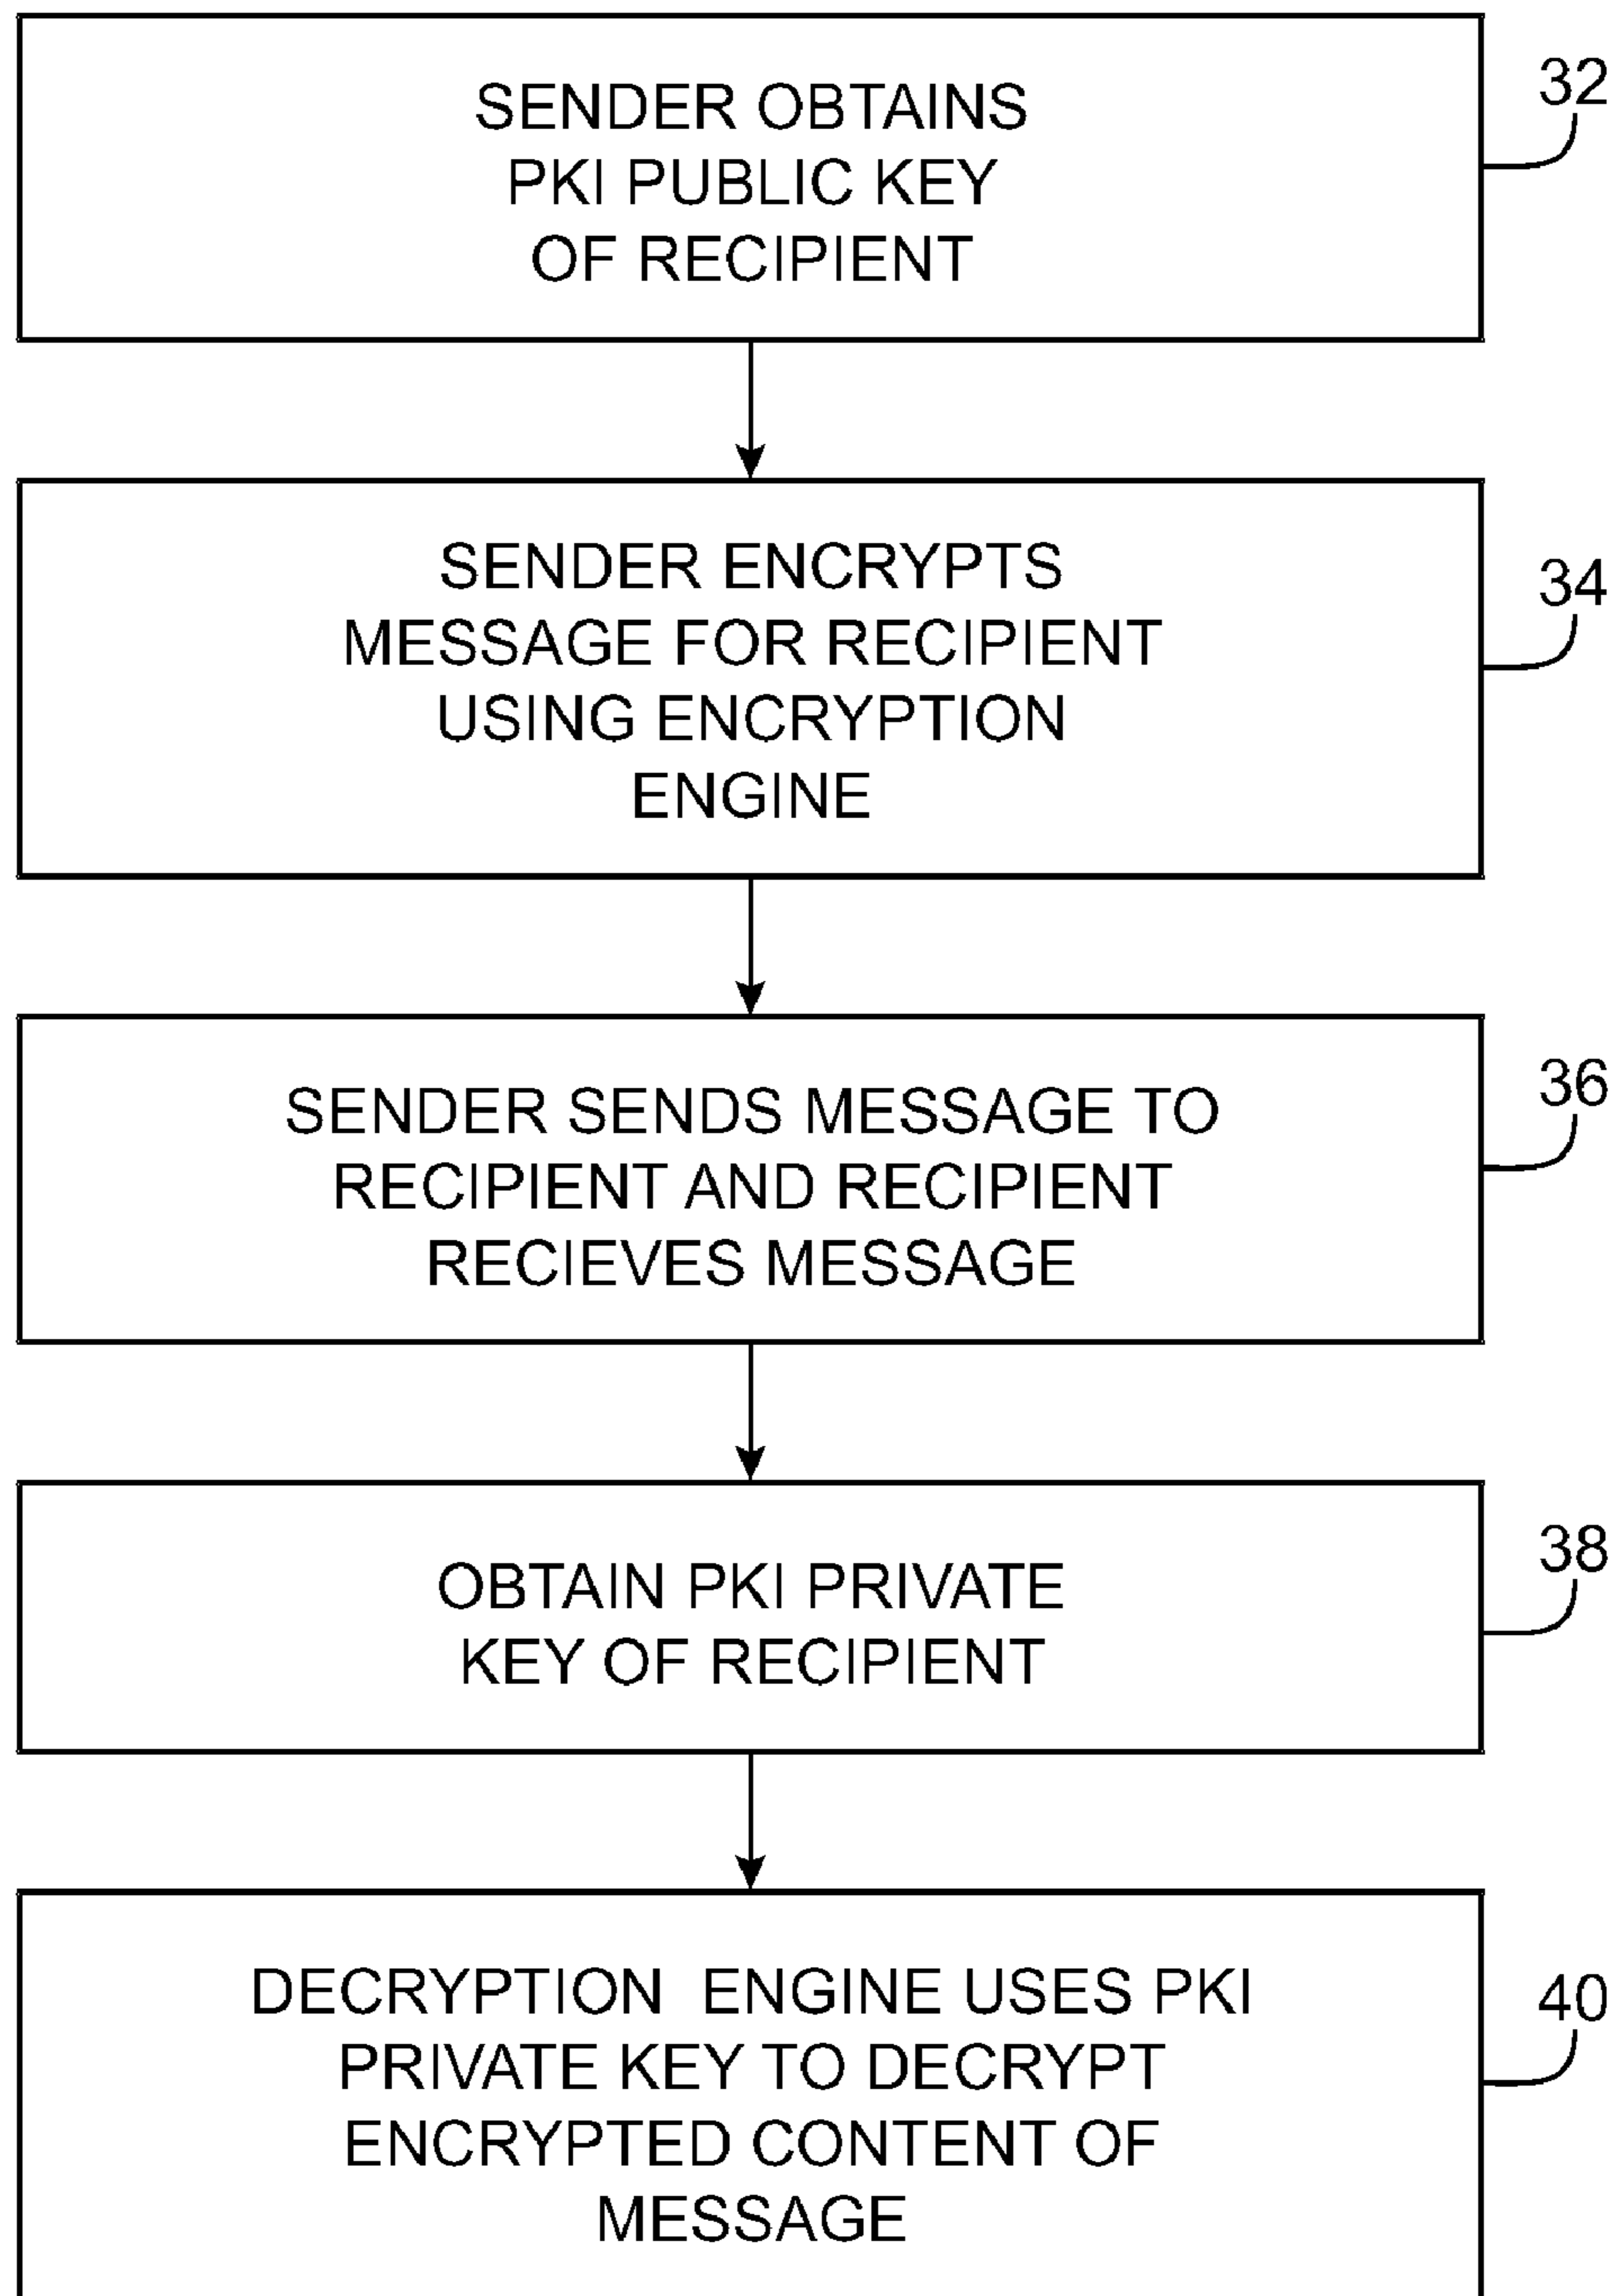 SENDER OBTAINS
PKI PUBLIC KEY
OF RECIPIENT
32
SENDER ENCRYPTS
MESSAGE FOR RECIPIENT
USING ENCRYPTION
ENGINE
34
SENDER SENDS MESSAGE TO
RECIPIENT AND RECIPIENT
RECIEVES MESSAGE
36
OBTAIN PKI PRIVATE
KEY OF RECIPIENT
38
DECRYPTION ENGINE USES PKI
PRIVATE KEY TO DECRYPT
ENCRYPTED CONTENT OF
MESSAGE
40